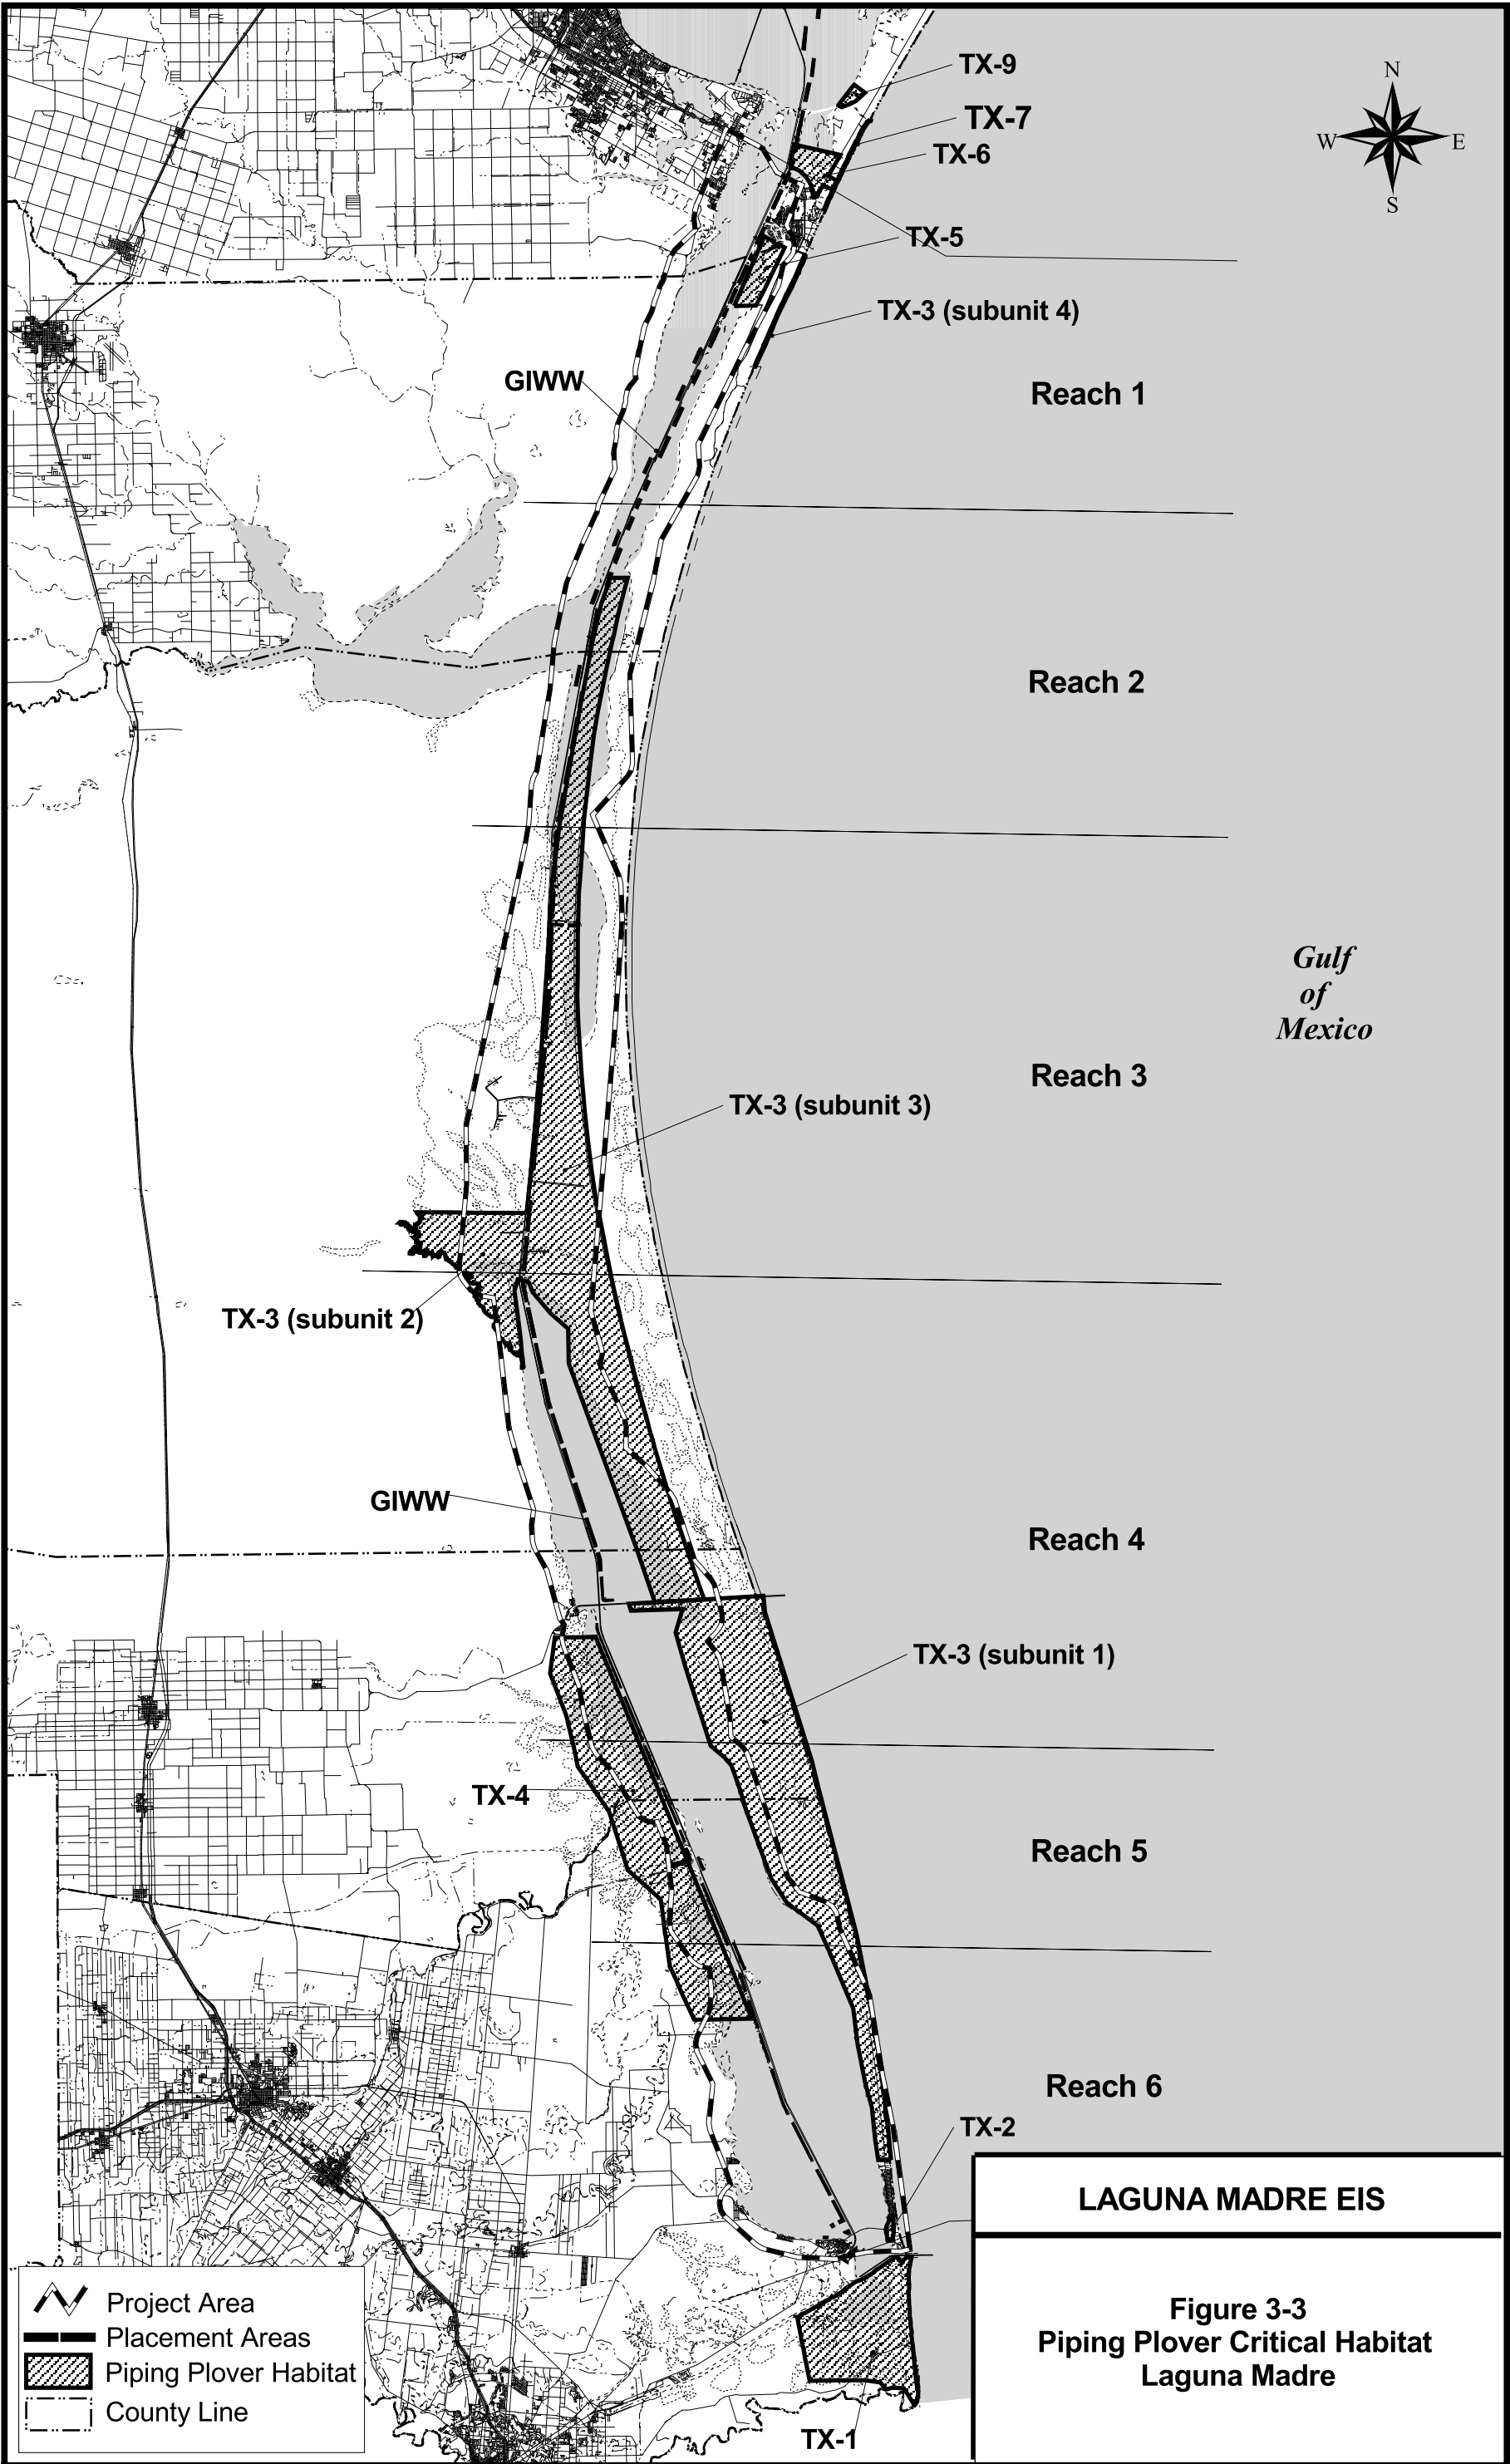 TX-9
N
TX-7
W
E
TX-6
S
TX-5
TX-3 (subunit 4)
GIWW
Reach 1
Reach 2
Gulf
of
Mexico
Reach 3
TX-3 (subunit 3)
TX-3 (subunit 2)
GIWW
Reach 4
TX-3 (subunit 1)
TX-4
Reach 5
Reach 6
TX-2
LAGUNA MADRE EIS
Project Area
Placement Areas
Piping Plover Habitat
County Line
Figure 3-3
Piping Plover Critical Habitat
Laguna Madre
TX-1